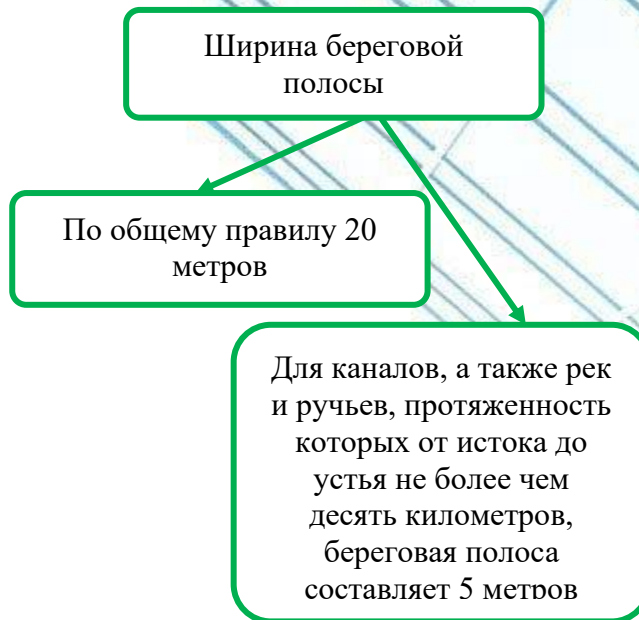 Ширина береговой
полосы
По общему правилу 20
метров
Для каналов, а также рек
и ручьев, протяженность
которых от истока до
устья не более чем
десять километров,
береговая полоса
составляет 5 метров